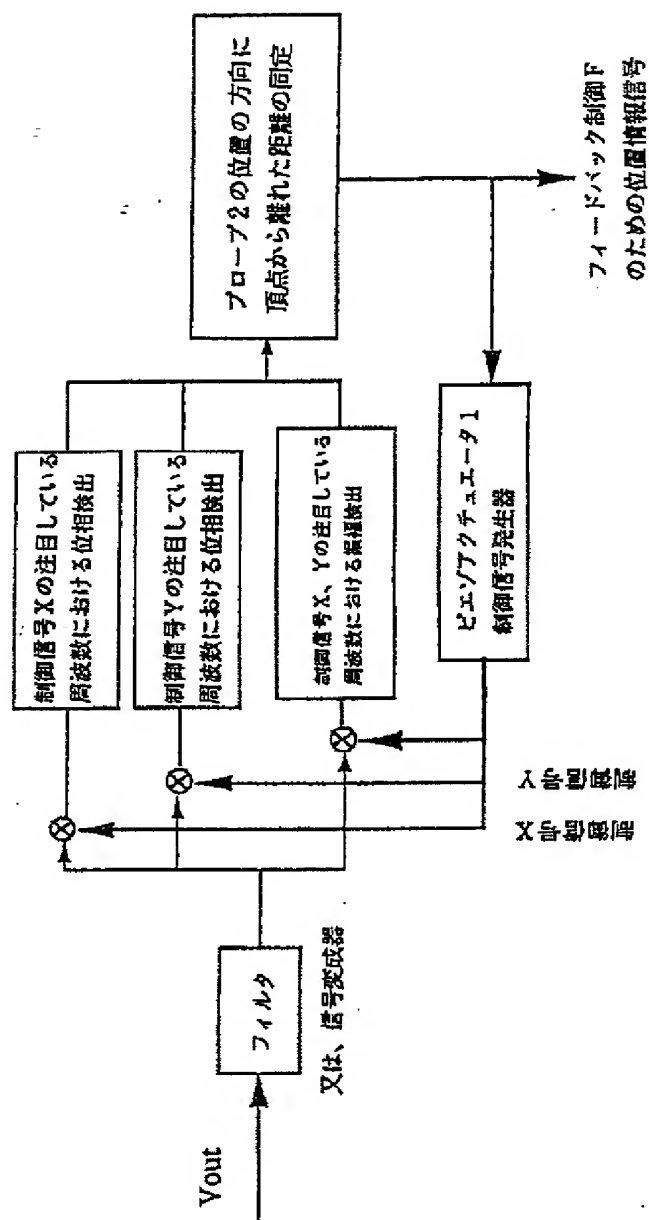 Vout
フィルタ
又は、信号変成器
制御信号Xの注目している
周波数における位相検出
制御信号Yの注目している
周波数における位相検出
制御信号X、Yの注目している
周波数における振幅検出
プローブ2の位置の方向に
頂点から離れた距離の同定
ピエゾアクチュエータ1
制御信号発生器
制御信号X
制御信号Y
フィードバック制御F
のための位置情報信号